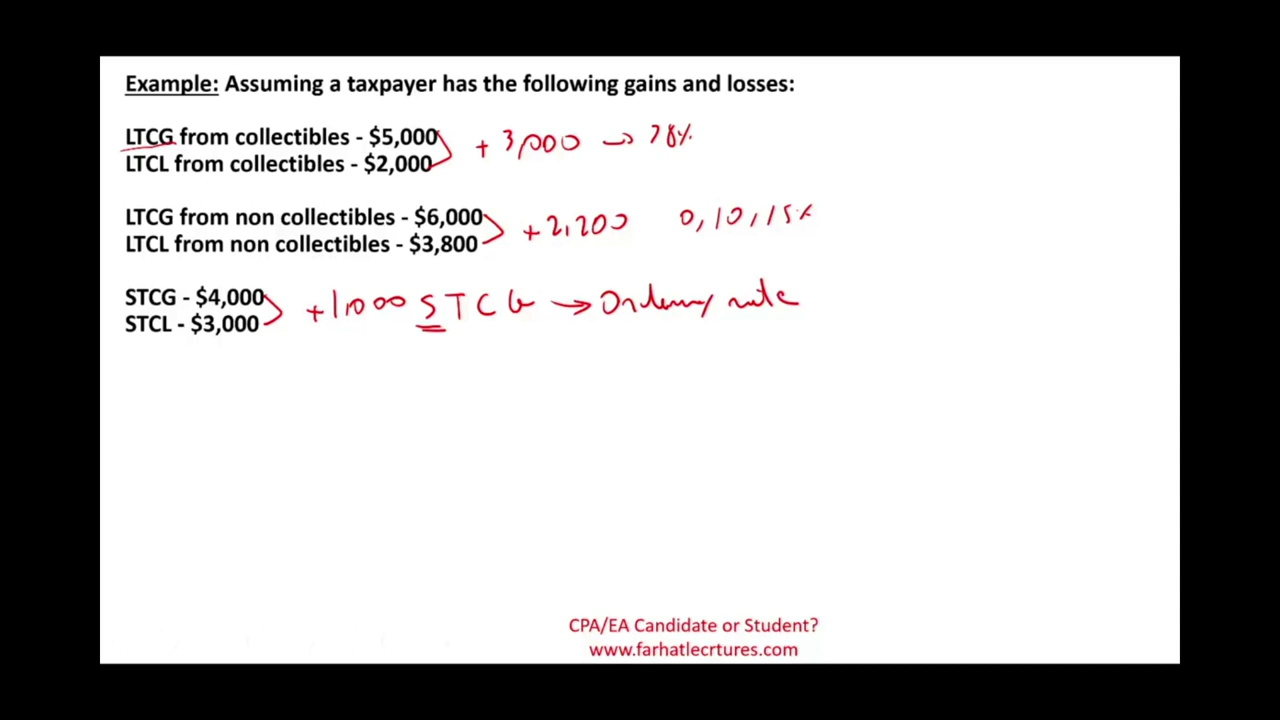 Example: Assuming a taxpayer has the following gains and losses:
LTCG from collectibles - $5,000
LTCL from collectibles - $2,000
+ 3,000 → 28%
LTCG from non collectibles - $6,000
LTCL from non collectibles - $3,800
+2,200 0, 10, 15%
STCG - $4,000
STCL - $3,000
+1,000 STCG → Ordinary rate
CPA/EA Candidate or Student?
www.farhatlecrtures.com